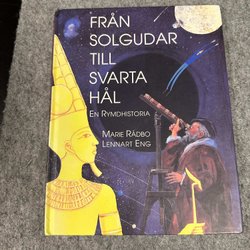 FRÅN
SOLGUDAR
TILL
SVARTA
HÅL
EN RYMDHISTORIA
MARIE RÅDBO
LENNART ENG